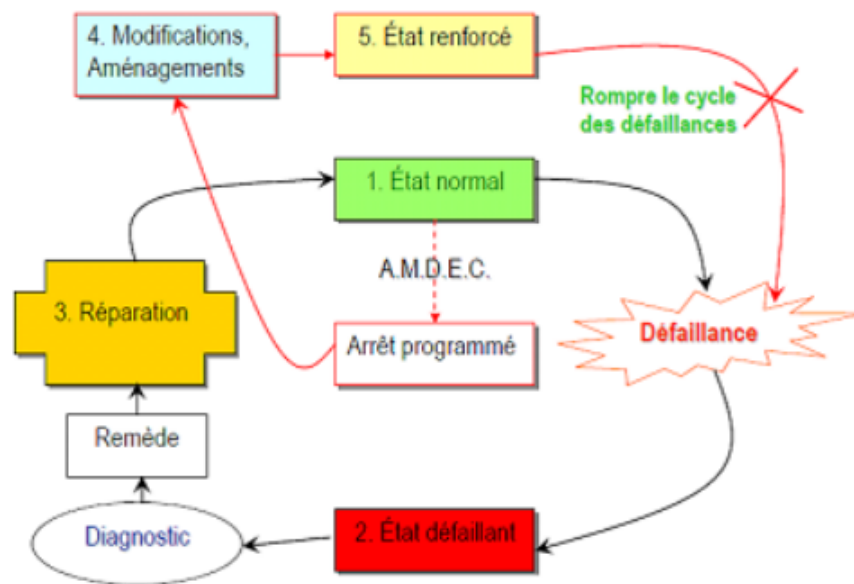 4. Modifications,
Aménagements
5. État renforcé
Rompre le cycle
des défaillances
1. État normal
A.M.D.E.C.
3. Réparation
Arrêt programmé
Défaillance
Remède
Diagnostic
2. État défaillant